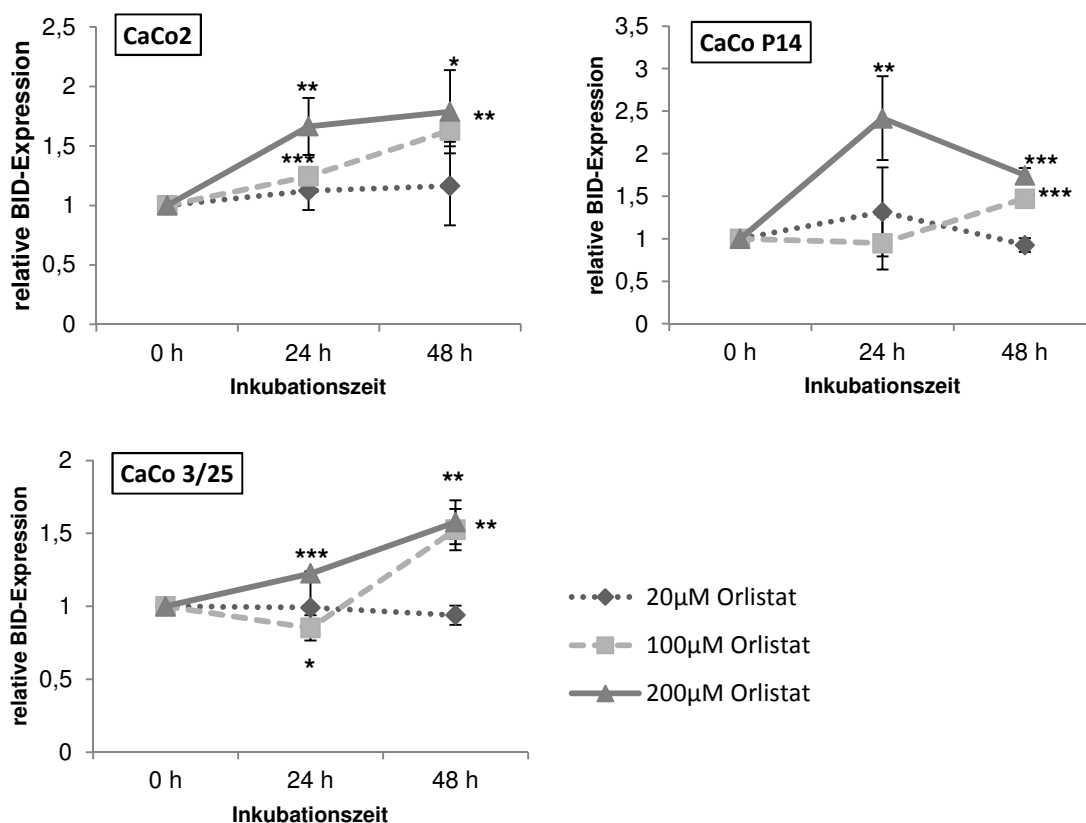 CaCo2
relative BID-Expression
2,5
2
1,5
1
0,5
0
*
**
**
***
0 h 24 h 48 h
Inkubationszeit
CaCo P14
relative BID-Expression
3,5
3
2,5
2
1,5
1
0,5
0
**
***
***
0 h 24 h 48 h
Inkubationszeit
CaCo 3/25
relative BID-Expression
2
1,5
1
0,5
0
**
**
***
*
0 h 24 h 48 h
Inkubationszeit
20µM Orlistat
100µM Orlistat
200µM Orlistat